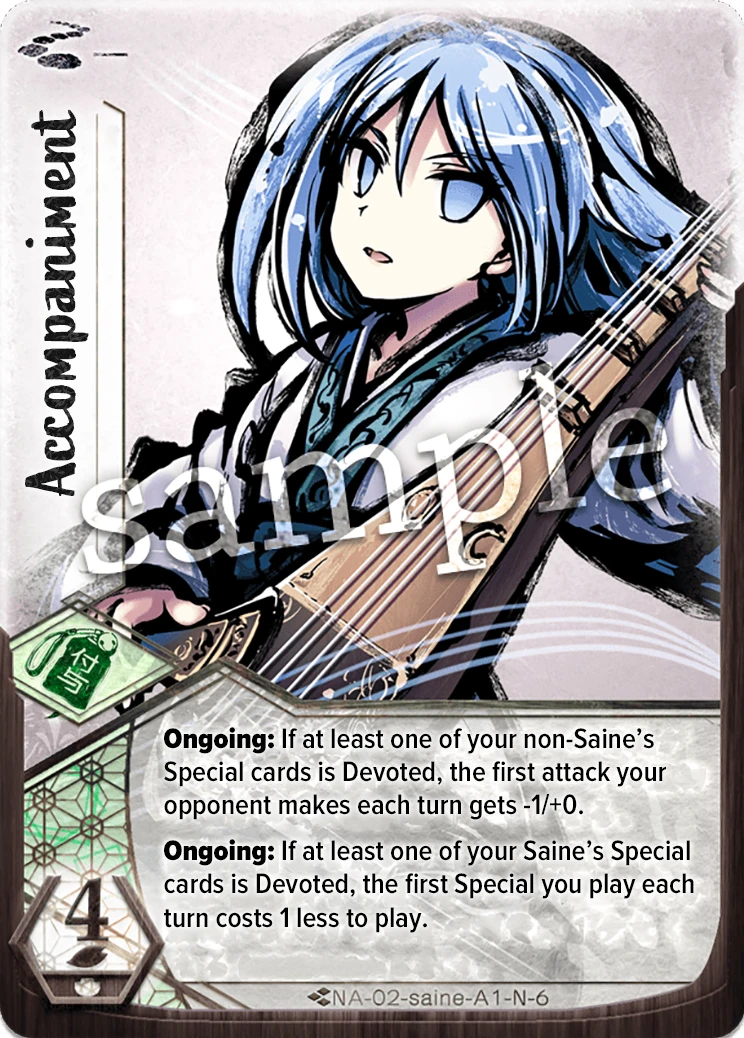 Accompaniment
sample
付与
Ongoing: If at least one of your non-Saine's
Special cards is Devoted, the first attack your
opponent makes each turn gets -1/+0.
Ongoing: If at least one of your Saine's Special
cards is Devoted, the first Special you play each
turn costs 1 less to play.
4
NA-02-saine-A1-N-6